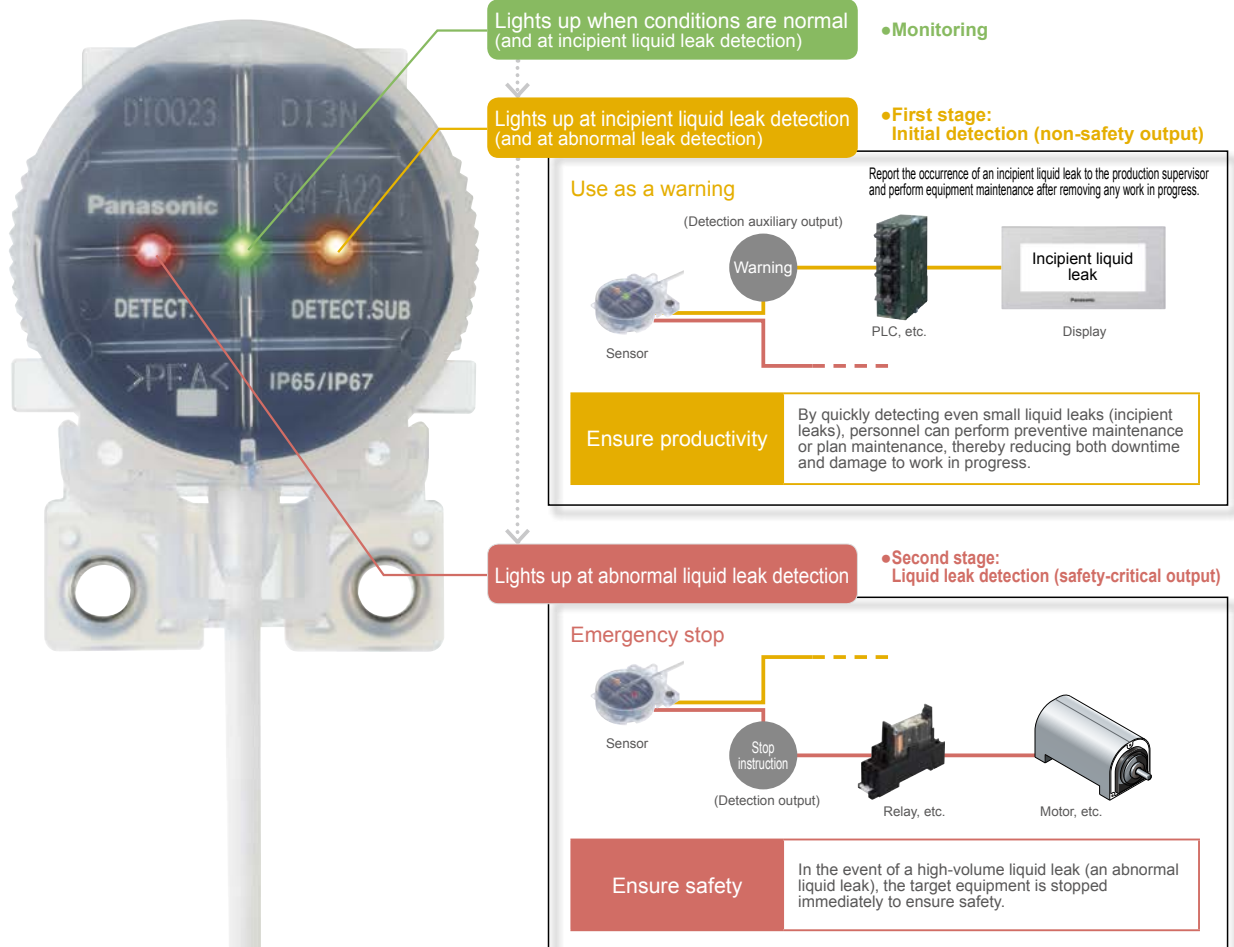 Lights up when conditions are normal
(and at incipient liquid leak detection)
●Monitoring
DT0023
DI3N
Lights up at incipient liquid leak detection
(and at abnormal leak detection)
●First stage:
Initial detection (non-safety output)
Panasonic
SQ4-A22
DETECT.
DETECT.SUB
>PFA<
IP65/IP67
Use as a warning
Report the occurrence of an incipient liquid leak to the production supervisor
and perform equipment maintenance after removing any work in progress.
(Detection auxiliary output)
Warning
Incipient liquid
leak
Panasonic
Sensor
PLC, etc.
Display
Ensure productivity
By quickly detecting even small liquid leaks (incipient
leaks), personnel can perform preventive maintenance
or plan maintenance, thereby reducing both downtime
and damage to work in progress.
Lights up at abnormal liquid leak detection
●Second stage:
Liquid leak detection (safety-critical output)
Emergency stop
Sensor
Stop
instruction
(Detection output)
Relay, etc.
Motor, etc.
Ensure safety
In the event of a high-volume liquid leak (an abnormal
liquid leak), the target equipment is stopped
immediately to ensure safety.